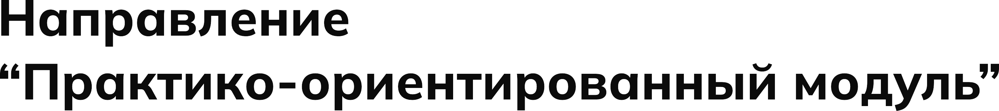 Направление
“Практико-ориентированный модуль”